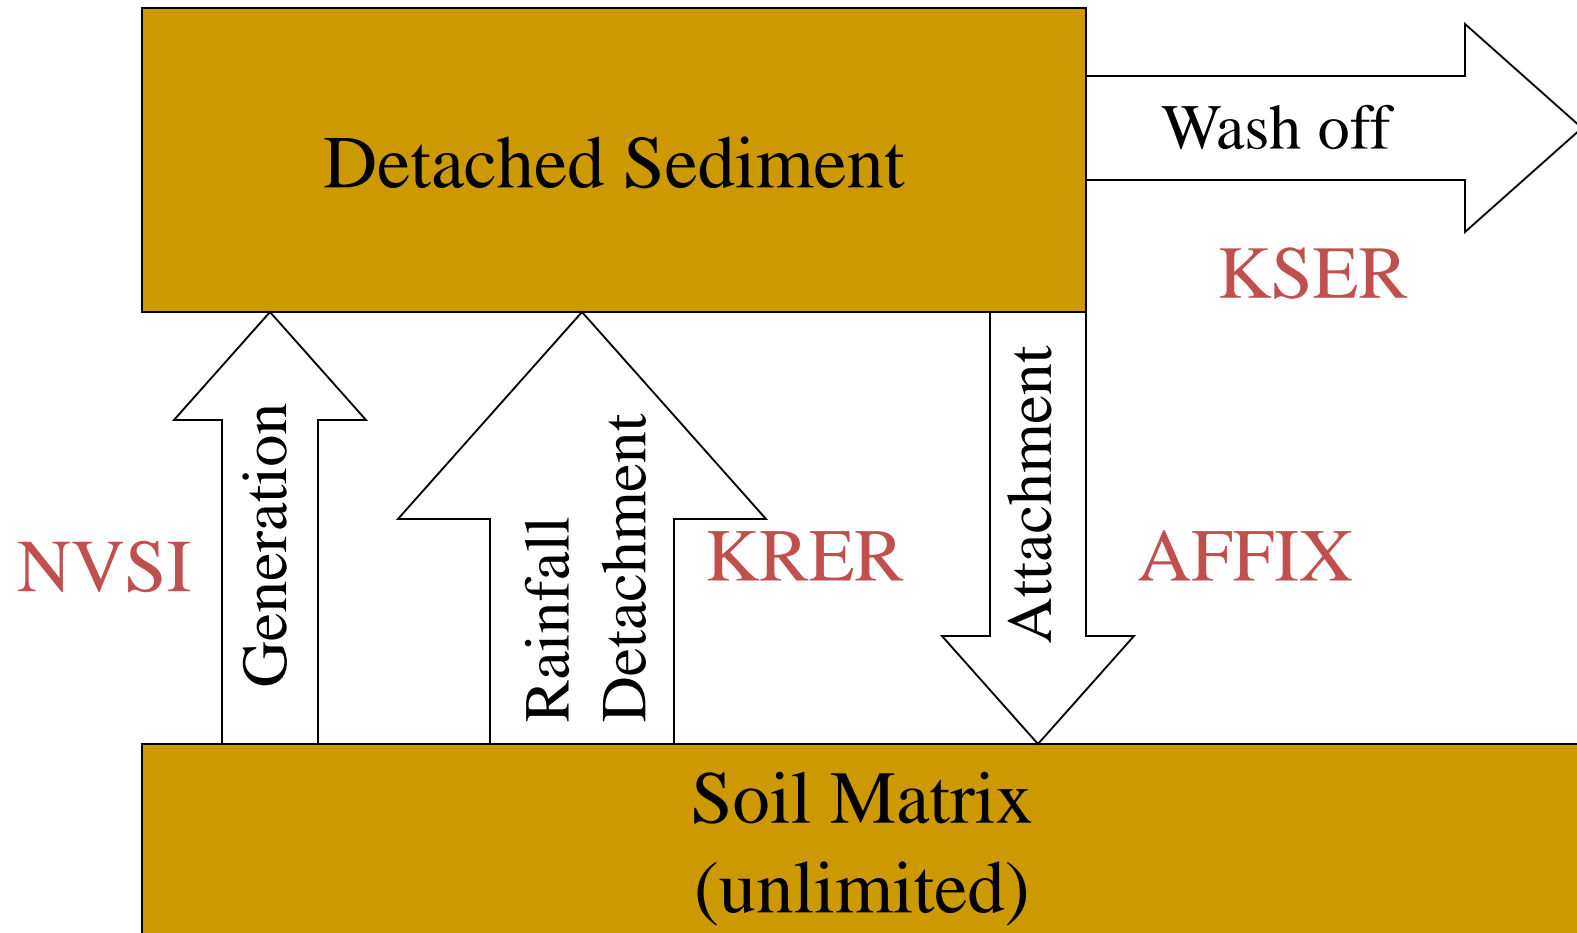 Detached Sediment
Wash off
KSER
NVSI
Generation
Rainfall
Detachment
KRER
Attachment
AFFIX
Soil Matrix
(unlimited)